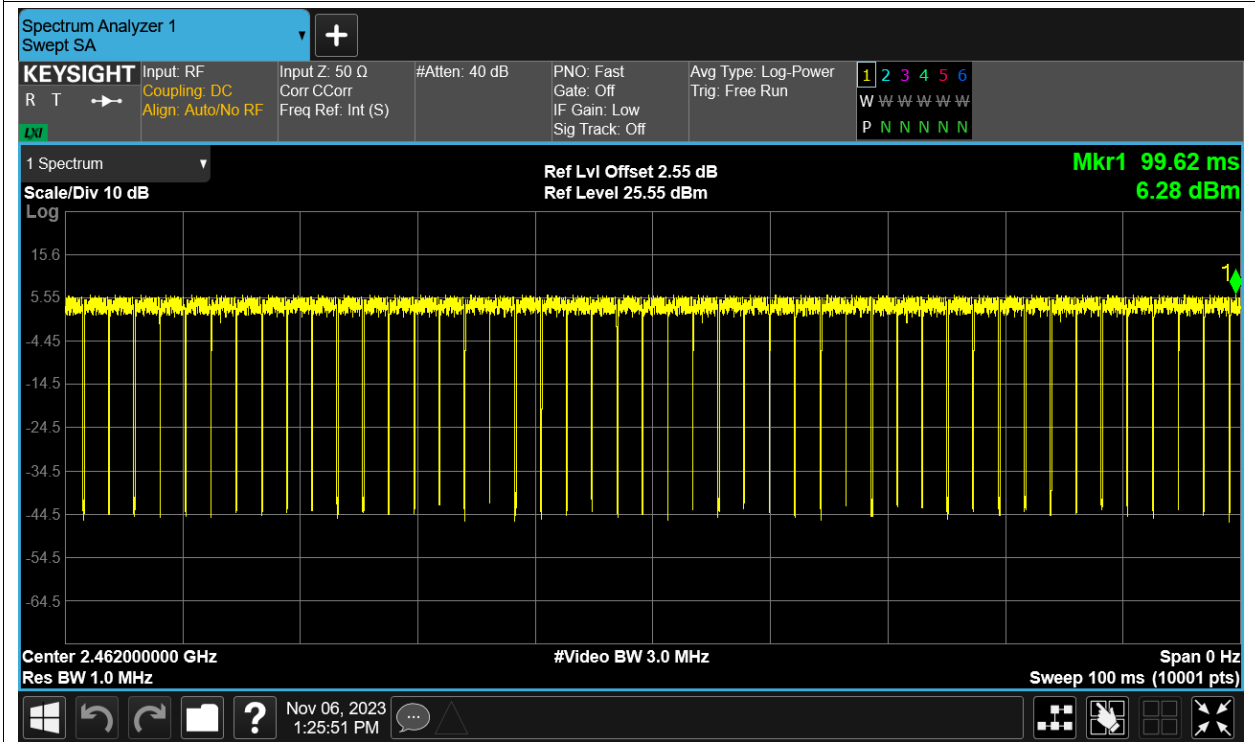 Spectrum Analyzer 1
Swept SA
+
KEYSIGHT Input: RF Input Z: 50 Ω #Atten: 40 dB PNO: Fast Avg Type: Log-Power 1 2 3 4 5 6
R T Coupling: DC Corr CCorr Gate: Off Trig: Free Run W W W W W W
Align: Auto/No RF Freq Ref: Int (S) IF Gain: Low
LXI Sig Track: Off P N N N N N
1 Spectrum Ref Lvl Offset 2.55 dB Mkr1 99.62 ms
Scale/Div 10 dB Ref Level 25.55 dBm 6.28 dBm
Log
15.6
1
5.55
-4.45
-14.5
-24.5
-34.5
-44.5
-54.5
-64.5
Center 2.462000000 GHz #Video BW 3.0 MHz Span 0 Hz
Res BW 1.0 MHz Sweep 100 ms (10001 pts)
? Nov 06, 2023
1:25:51 PM